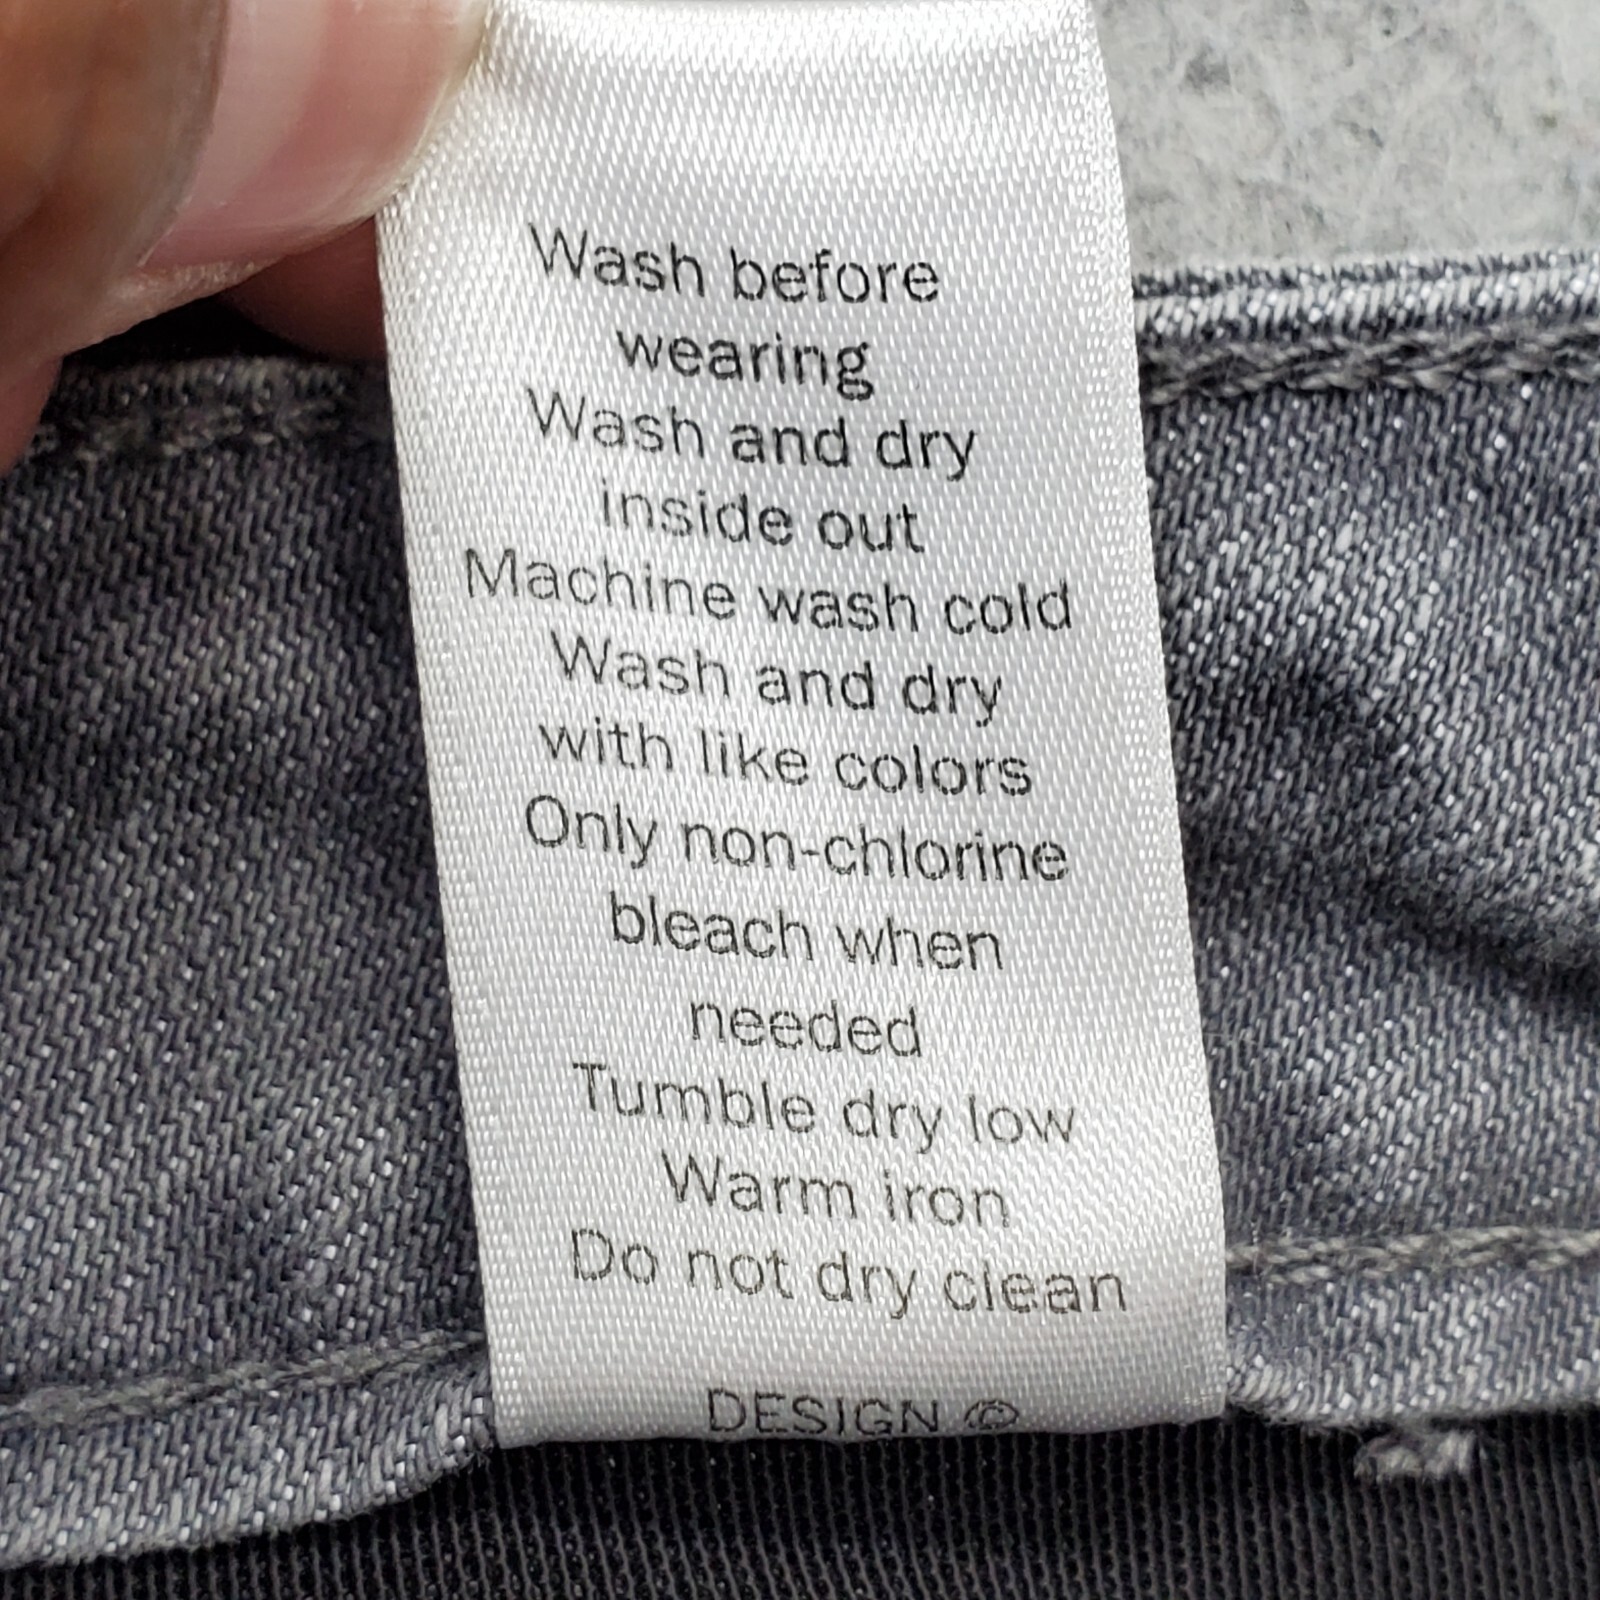 Wash before
wearing
Wash and dry
inside out
Machine wash cold
Wash and dry
with like colors
Only non-chlorine
bleach when
needed
Tumble dry low
Warm iron
Do not dry clean
DESIGN ©